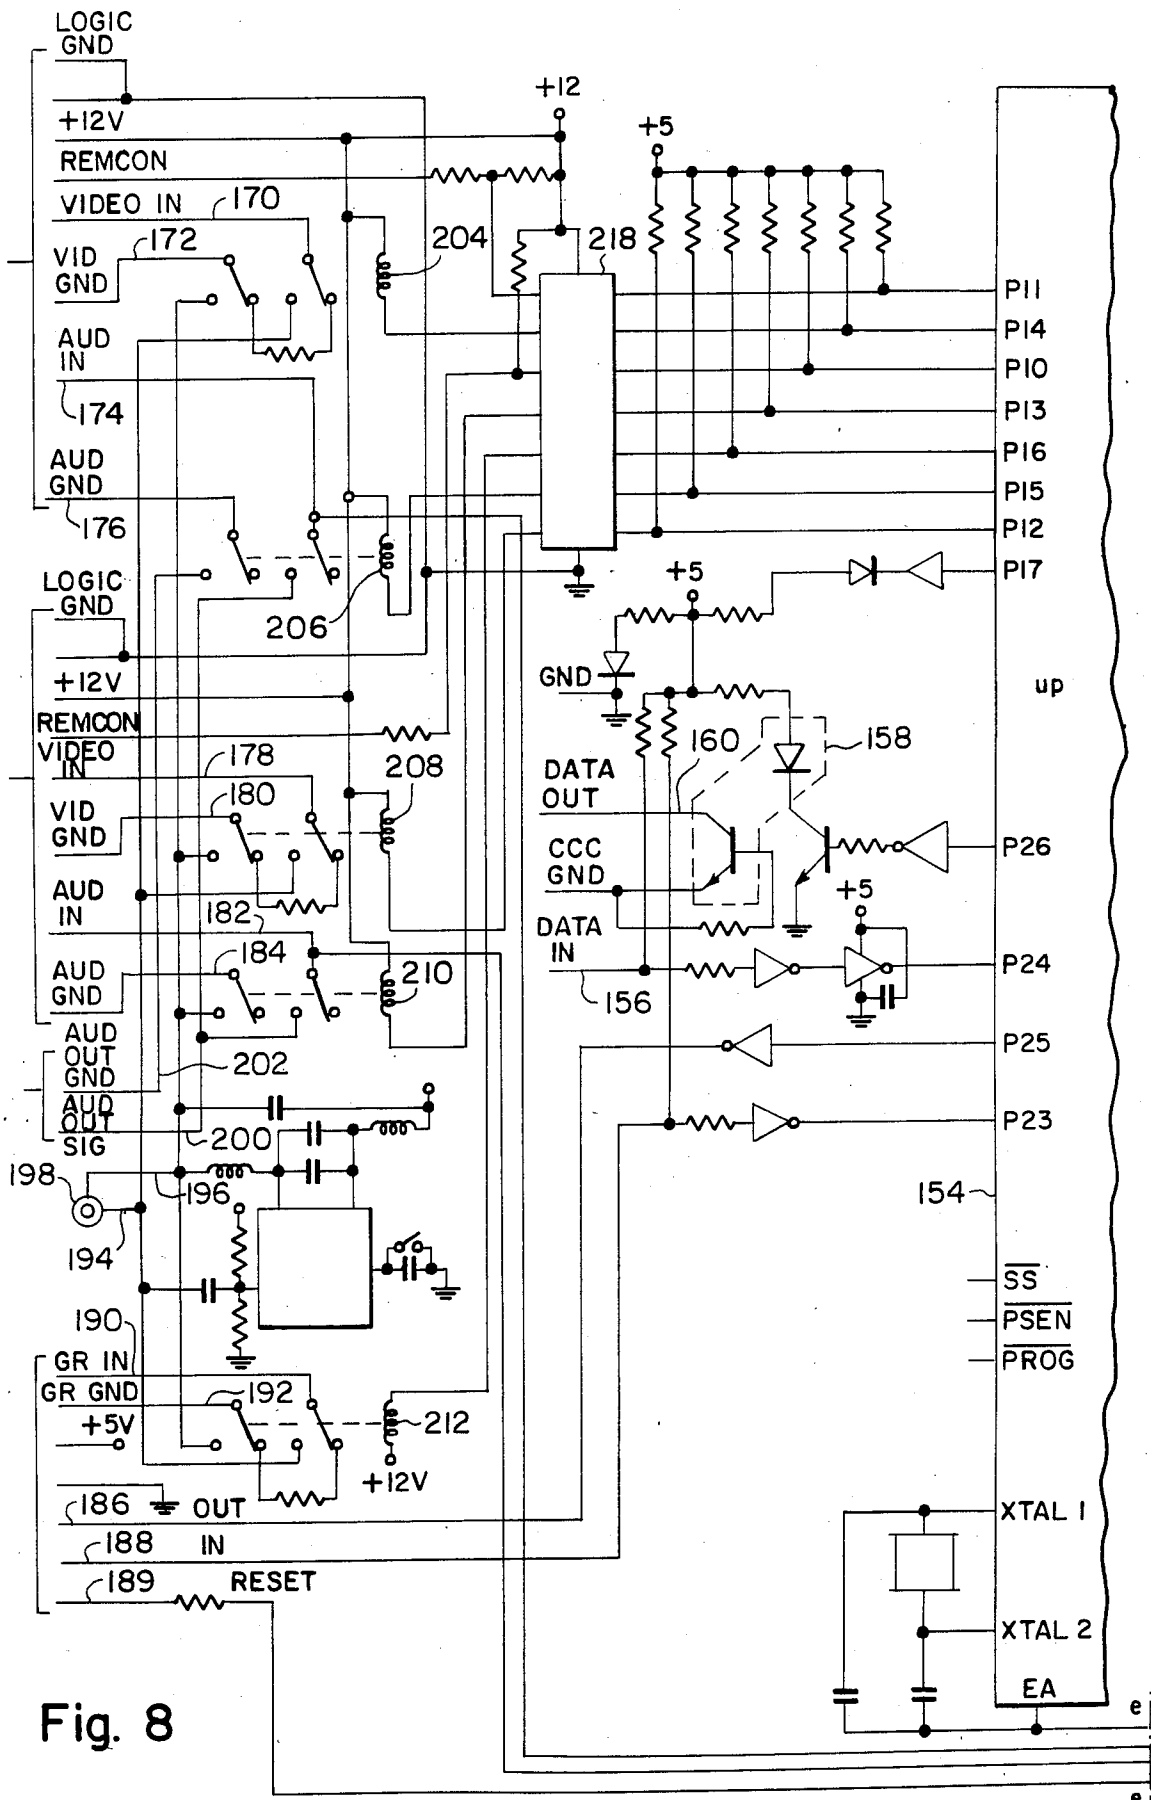 LOGIC
GND
+12V
REMCON
VIDEO IN
170
172
VID
GND
AUD
IN
174
AUD
GND
176
LOGIC
GND
+12V
REMCON
VIDEO
IN
178
180
VID
GND
AUD
IN
182
184
AUD
GND
AUD
OUT
GND
202
AUD
OUT
SIG
200
198
196
194
190
GR IN
GR GND
192
+5V
186
OUT
188
IN
189
RESET
+12
+5
204
218
206
208
210
212
+12V
+5
GND
160
158
DATA
OUT
CCC
GND
DATA
IN
156
+5
P11
P14
P10
P13
P16
P15
P12
P17
up
P26
P24
P25
P23
154
SS
PSEN
PROG
XTAL 1
XTAL 2
EA
e
e
Fig. 8